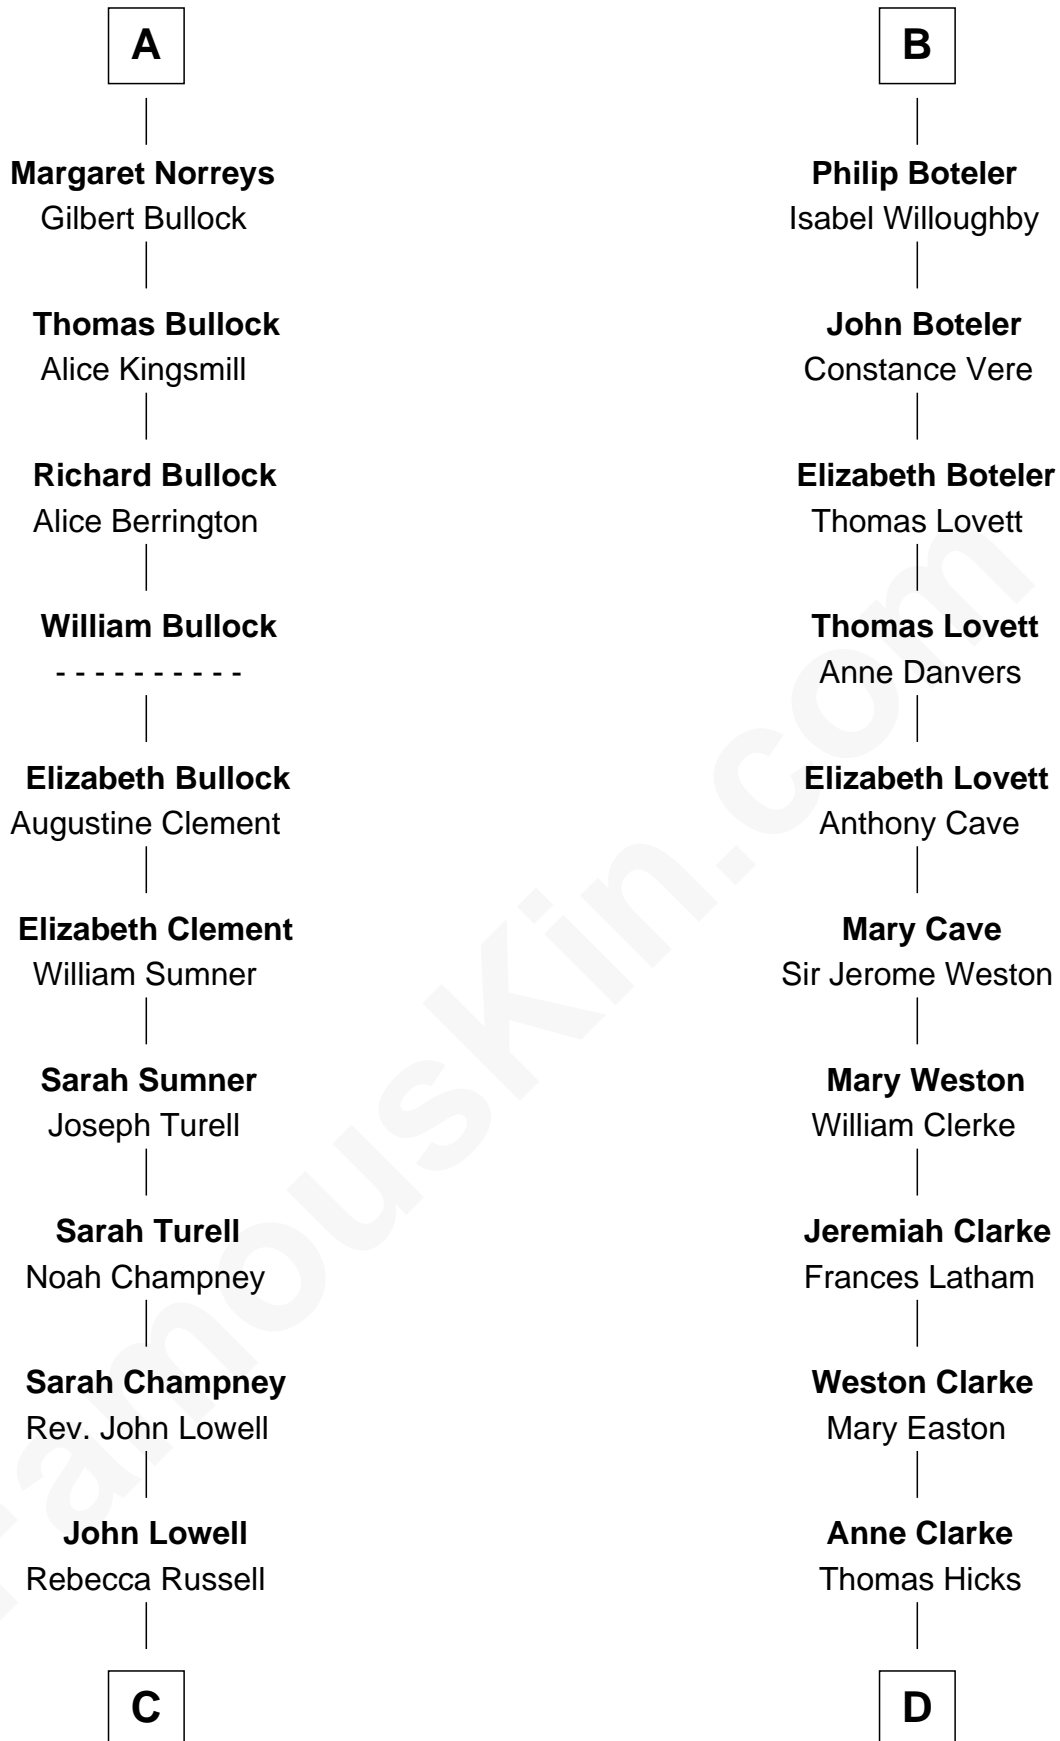 A
Margaret Norreys
Gilbert Bullock
Thomas Bullock
Alice Kingsmill
Richard Bullock
Alice Berrington
William Bullock
- - - - - - - - - -
Elizabeth Bullock
Augustine Clement
Elizabeth Clement
William Sumner
Sarah Sumner
Joseph Turell
Sarah Turell
Noah Champney
Sarah Champney
Rev. John Lowell
John Lowell
Rebecca Russell
C
B
Philip Boteler
Isabel Willoughby
John Boteler
Constance Vere
Elizabeth Boteler
Thomas Lovett
Thomas Lovett
Anne Danvers
Elizabeth Lovett
Anthony Cave
Mary Cave
Sir Jerome Weston
Mary Weston
William Clerke
Jeremiah Clarke
Frances Latham
Weston Clarke
Mary Easton
Anne Clarke
Thomas Hicks
D
FamousKin.com